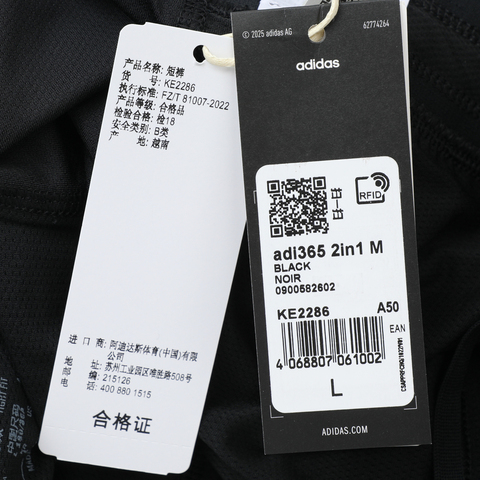 产品名称: 短裤
货 号: KE2286
执行标准: FZ/T 81007-2022
产品等级: 合格品
检验合格: 检18
安全类别: B类
产 地: 越南
进 口 商: 阿迪达斯体育(中国)有限
公司
地 址: 苏州工业园区唯胜路508号
邮 编: 215126
电 话: 400 880 1515
合格证
© 2025 adidas AG
62774264
adidas
RFID
adi365 2in1 M
BLACK
NOIR
0900582602
KE2286
A50
EAN
4 068807 061002
L
ADIDAS.COM